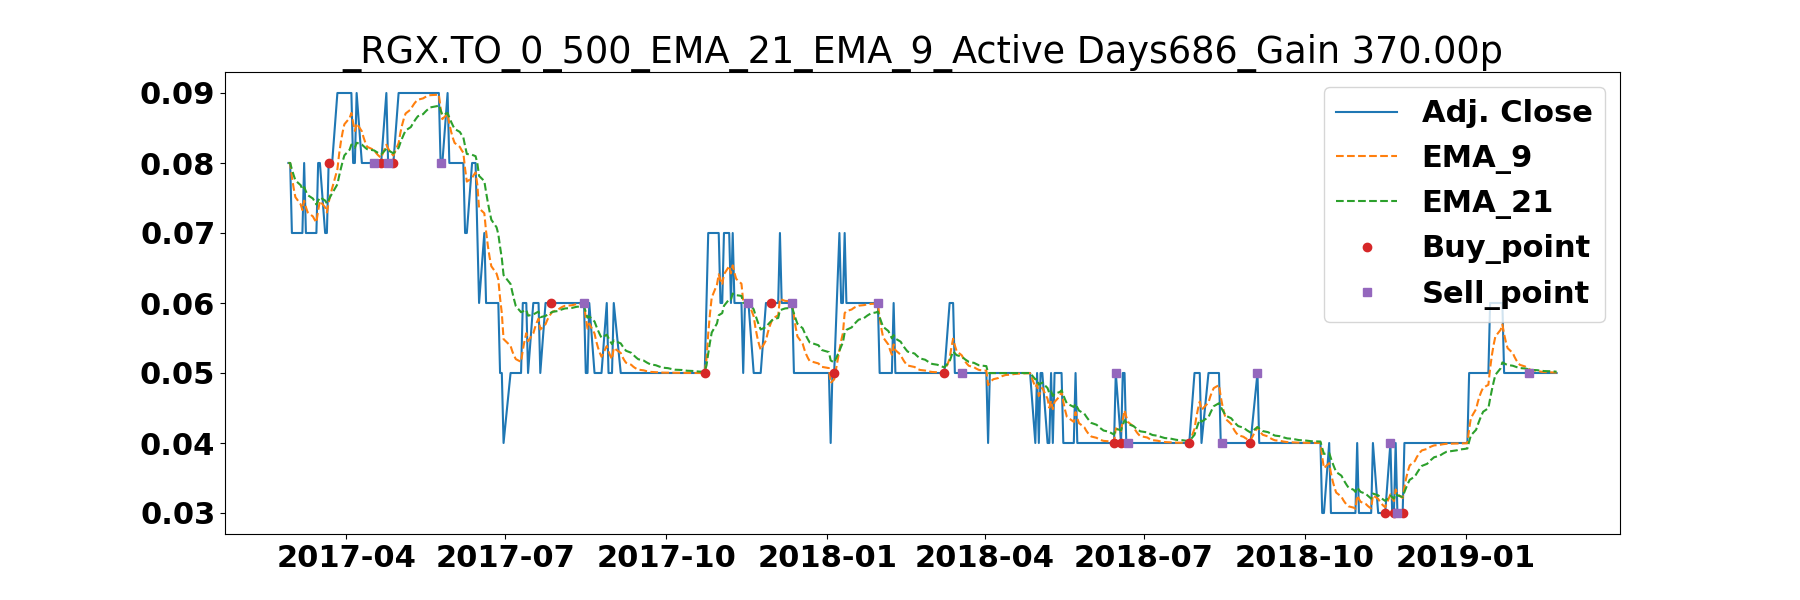 _RGX.TO_0_500_EMA_21_EMA_9_Active Days686_Gain 370.00p
0.09
0.08
0.07
0.06
0.05
0.04
0.03
Adj. Close
EMA_9
EMA_21
Buy_point
Sell_point
2017-04 2017-07 2017-10 2018-01 2018-04 2018-07 2018-10 2019-01